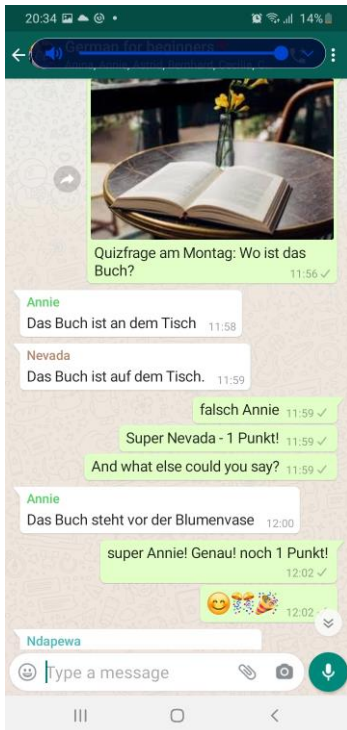 20:34
14%
German for beginners
Quizfrage am Montag: Wo ist das
Buch?
11:56
Annie
Das Buch ist an dem Tisch
11:58
Nevada
Das Buch ist auf dem Tisch.
11:59
falsch Annie
11:59
Super Nevada - 1 Punkt!
11:59
And what else could you say?
11:59
Annie
Das Buch steht vor der Blumenvase
12:00
super Annie! Genau! noch 1 Punkt!
12:02
12:02
Ndapewa
Type a message